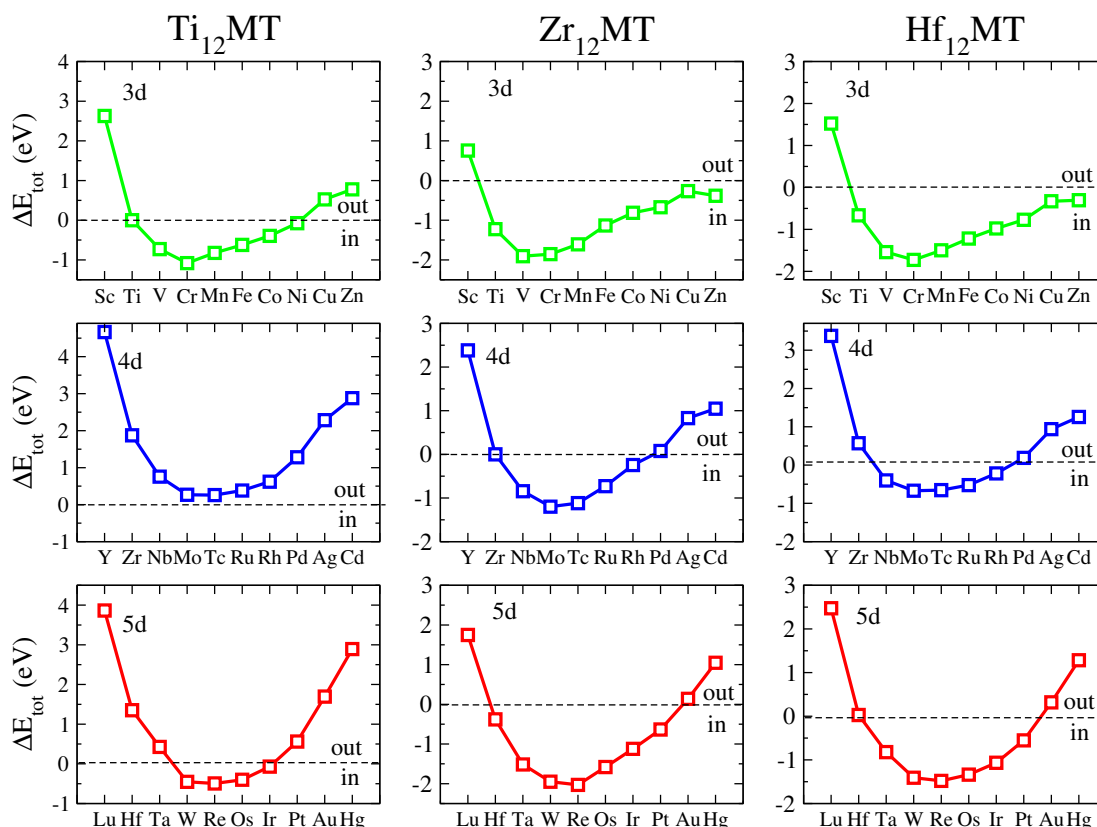 Ti12MT
Zr12MT
Hf12MT
ΔEtot (eV)
4
3
2
1
0
-1
3d
out
in
Sc Ti V Cr Mn Fe Co Ni Cu Zn
3
2
1
0
-1
-2
3d
out
in
Sc Ti V Cr Mn Fe Co Ni Cu Zn
3
2
1
0
-1
-2
3d
out
in
Sc Ti V Cr Mn Fe Co Ni Cu Zn
ΔEtot (eV)
4
3
2
1
0
-1
4d
out
in
Y Zr Nb Mo Tc Ru Rh Pd Ag Cd
3
2
1
0
-1
-2
4d
out
in
Y Zr Nb Mo Tc Ru Rh Pd Ag Cd
3
2
1
0
-1
-2
4d
out
in
Y Zr Nb Mo Tc Ru Rh Pd Ag Cd
ΔEtot (eV)
4
3
2
1
0
-1
5d
out
in
Lu Hf Ta W Re Os Ir Pt Au Hg
3
2
1
0
-1
-2
5d
out
in
Lu Hf Ta W Re Os Ir Pt Au Hg
3
2
1
0
-1
-2
5d
out
in
Lu Hf Ta W Re Os Ir Pt Au Hg